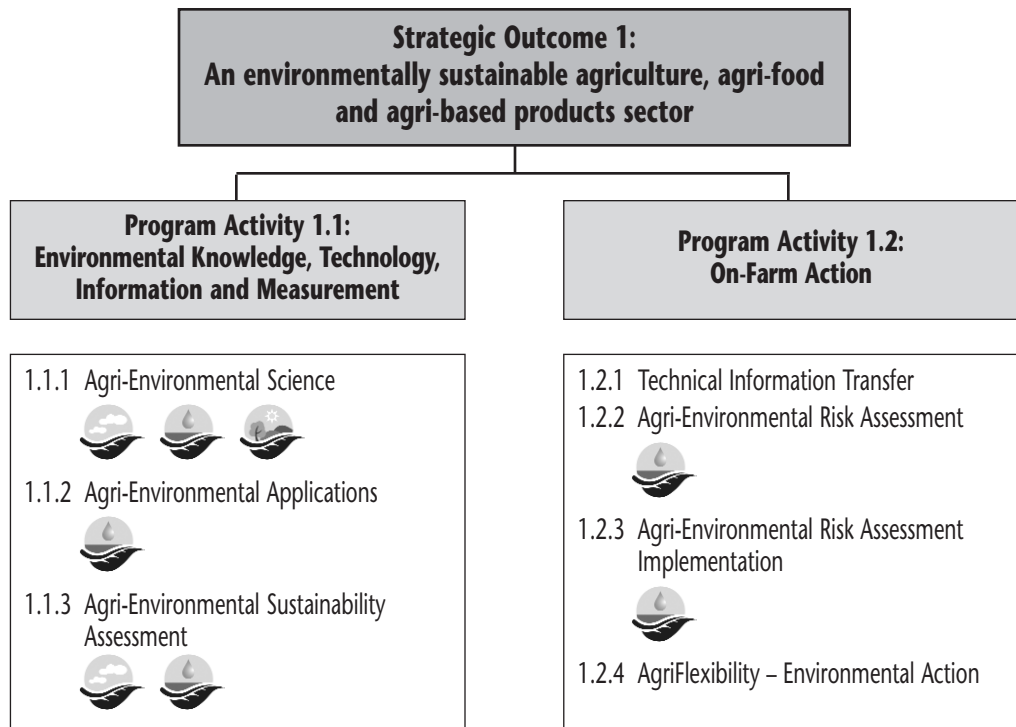 Strategic Outcome 1:
An environmentally sustainable agriculture, agri-food
and agri-based products sector
Program Activity 1.1:
Environmental Knowledge, Technology,
Information and Measurement
1.1.1 Agri-Environmental Science
1.1.2 Agri-Environmental Applications
1.1.3 Agri-Environmental Sustainability
Assessment
Program Activity 1.2:
On-Farm Action
1.2.1 Technical Information Transfer
1.2.2 Agri-Environmental Risk Assessment
1.2.3 Agri-Environmental Risk Assessment
Implementation
1.2.4 AgriFlexibility – Environmental Action